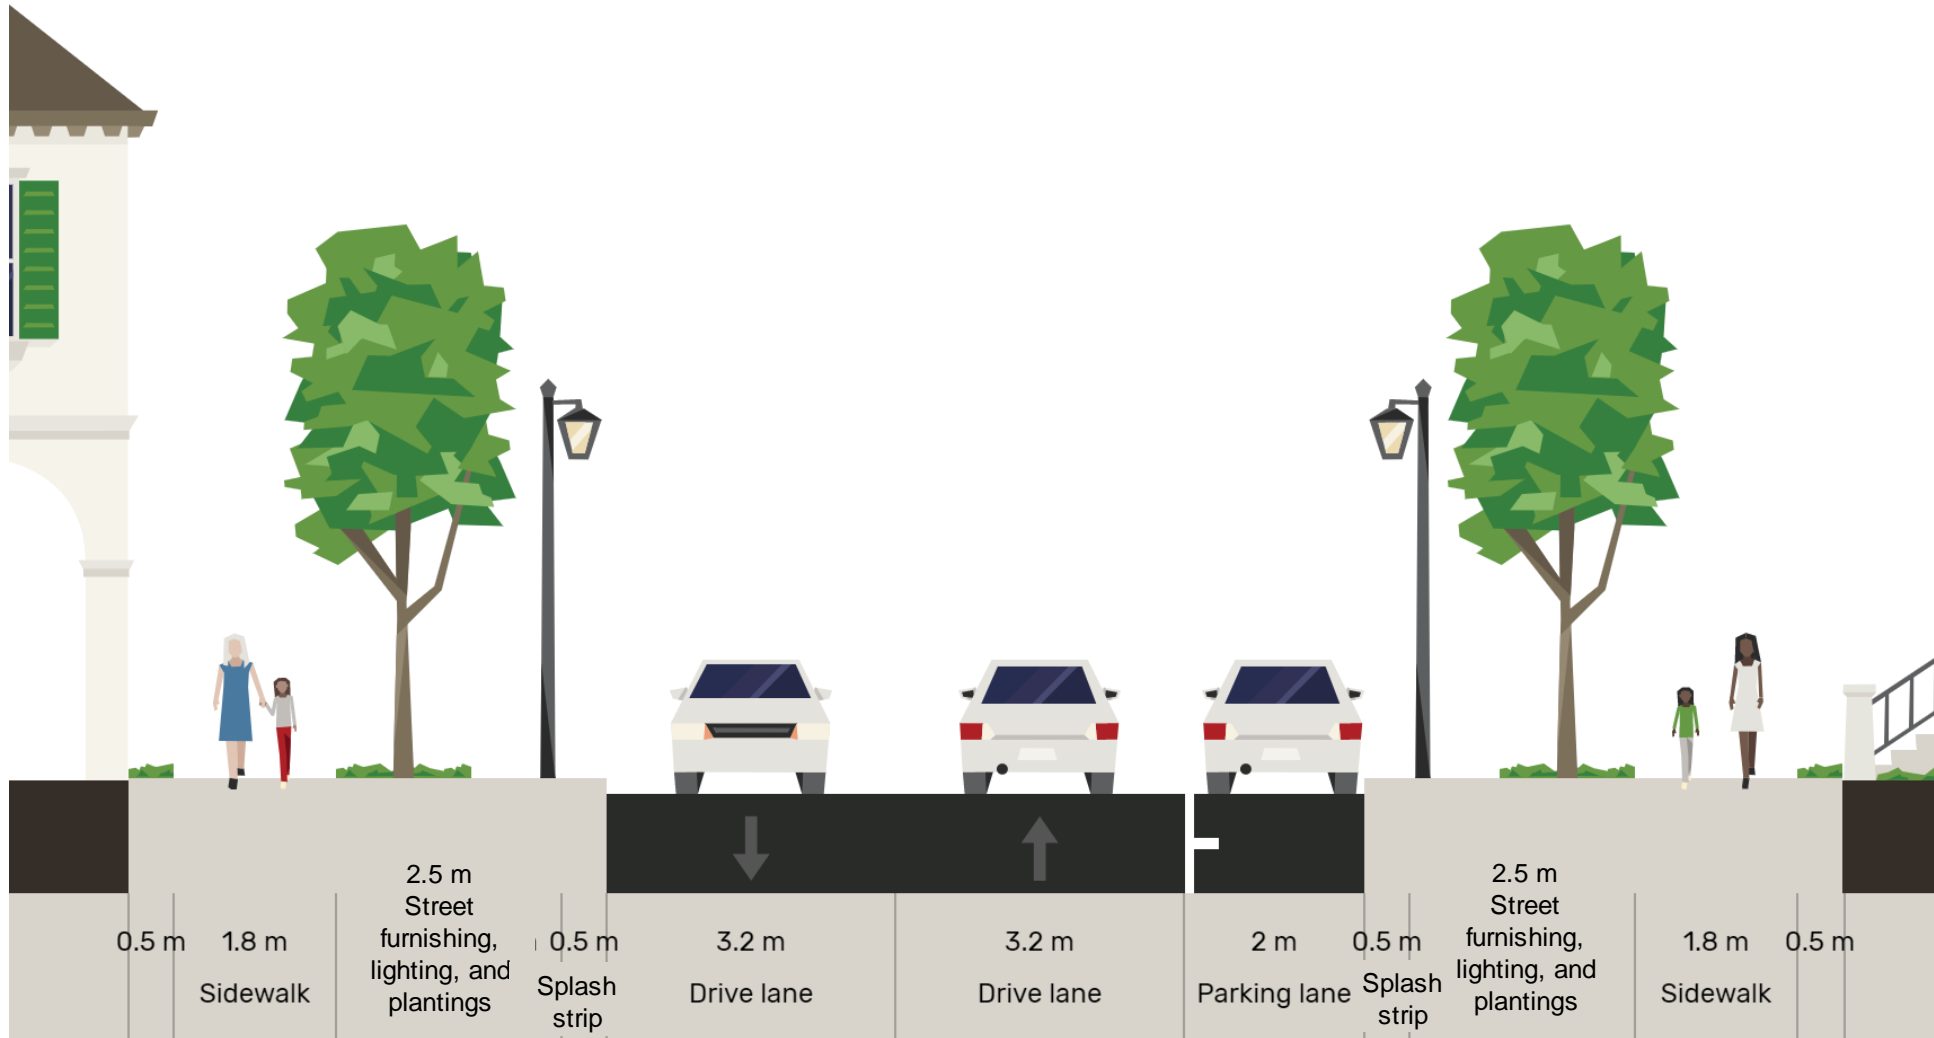 0.5 m
1.8 m
Sidewalk
2.5 m
Street
furnishing,
lighting, and
plantings
0.5 m
Splash
strip
3.2 m
Drive lane
3.2 m
Drive lane
2 m
Parking lane
0.5 m
Splash
strip
2.5 m
Street
furnishing,
lighting, and
plantings
1.8 m
Sidewalk
0.5 m